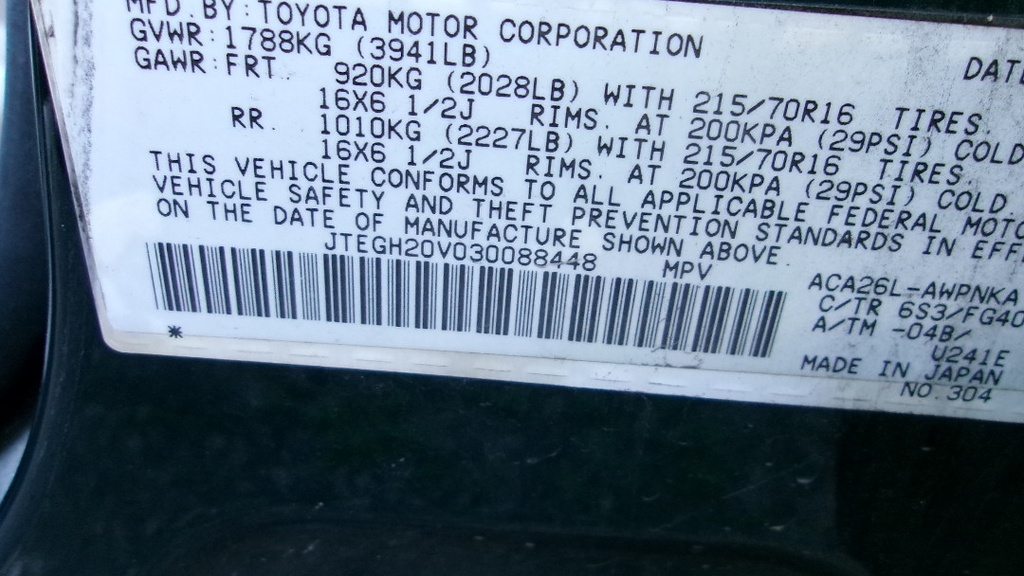 MFD. BY: TOYOTA MOTOR CORPORATION DATE
GVWR: 1788KG (3941LB)
GAWR: FRT. 920KG (2028LB) WITH 215/70R16 TIRES.
16X6 1/2J RIMS. AT 200KPA (29PSI) COLD
RR. 1010KG (2227LB) WITH 215/70R16 TIRES.
16X6 1/2J RIMS. AT 200KPA (29PSI) COLD
THIS VEHICLE CONFORMS TO ALL APPLICABLE FEDERAL MOTO
VEHICLE SAFETY AND THEFT PREVENTION STANDARDS IN EFF
ON THE DATE OF MANUFACTURE SHOWN ABOVE.
JTEGH20V030088448 MPV
ACA26L-AWPNKA
C/TR 6S3/FG40
A/TM -04B/
U241E
* MADE IN JAPAN
NO.304